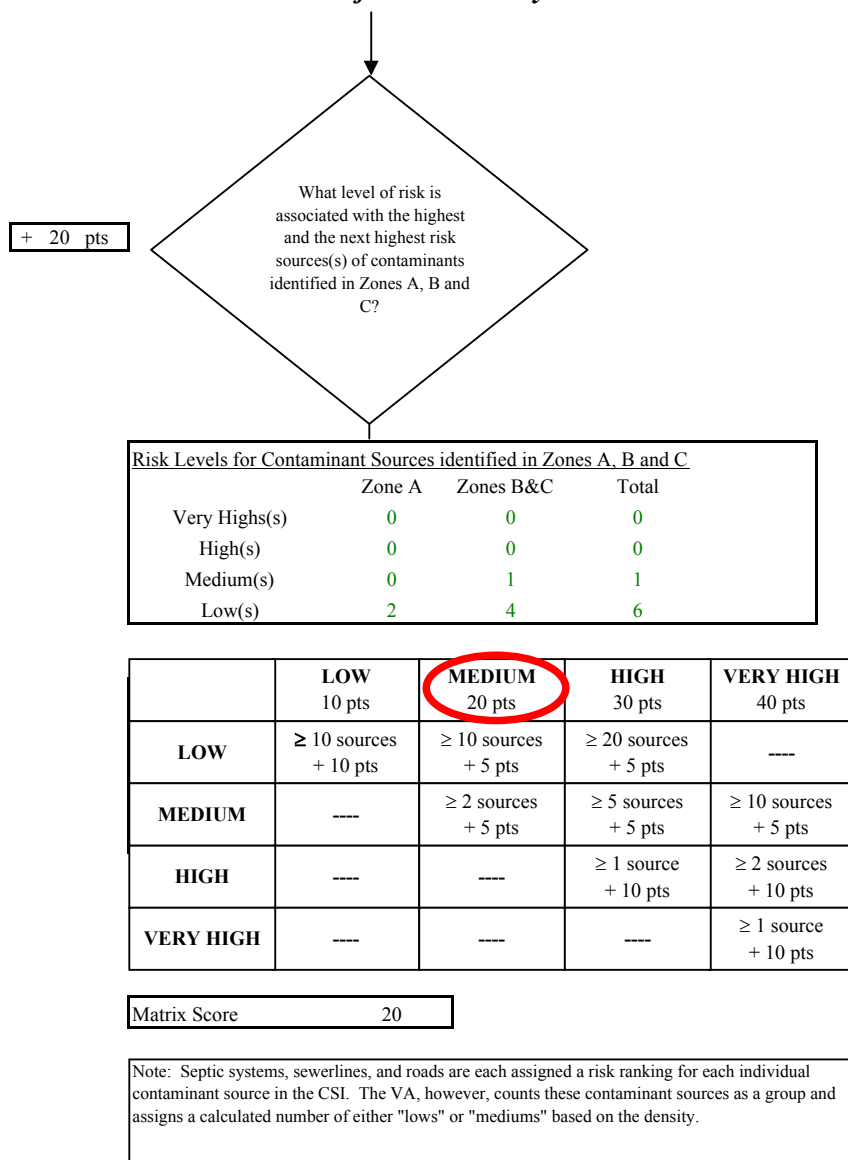 What level of risk is
associated with the highest
and the next highest risk
sources(s) of contaminants
identified in Zones A, B and
C?
+ 20 pts
Risk Levels for Contaminant Sources identified in Zones A, B and C
Zone A Zones B&C Total
Very Highs(s) 0 0 0
High(s) 0 0 0
Medium(s) 0 1 1
Low(s) 2 4 6
LOW MEDIUM HIGH VERY HIGH
10 pts 20 pts 30 pts 40 pts
LOW ≥ 10 sources + 10 pts ≥ 10 sources + 5 pts ≥ 20 sources + 5 pts ----
MEDIUM ---- ≥ 2 sources + 5 pts ≥ 5 sources + 5 pts ≥ 10 sources + 5 pts
HIGH ---- ---- ≥ 1 source + 10 pts ≥ 2 sources + 10 pts
VERY HIGH ---- ---- ---- ≥ 1 source + 10 pts
Matrix Score 20
Note: Septic systems, sewerlines, and roads are each assigned a risk ranking for each individual
contaminant source in the CSI. The VA, however, counts these contaminant sources as a group and
assigns a calculated number of either "lows" or "mediums" based on the density.